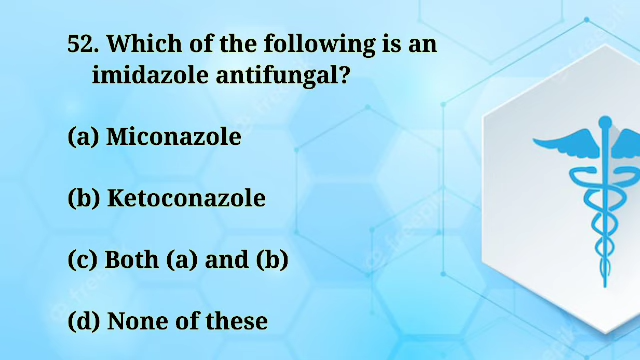 52. Which of the following is an
imidazole antifungal?
(a) Miconazole
(b) Ketoconazole
(c) Both (a) and (b)
(d) None of these